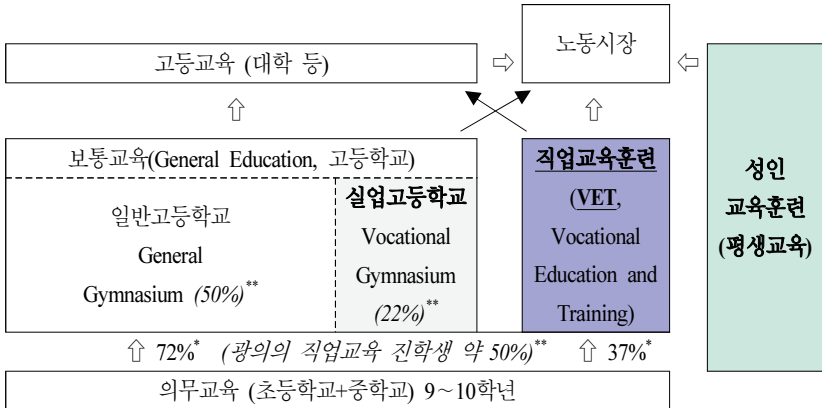 고등교육 (대학 등)
⇨
노동시장
⇦
⇧
⇧
보통교육(General Education, 고등학교)
일반고등학교
General
Gymnasium (50%)**
실업고등학교
Vocational
Gymnasium
(22%)**
직업교육훈련
(VET,
Vocational
Education and
Training)
성인
교육훈련
(평생교육)
⇧ 72%* (광의의 직업교육 진학생 약 50%)** ⇧ 37%*
의무교육 (초등학교+중학교) 9～10학년